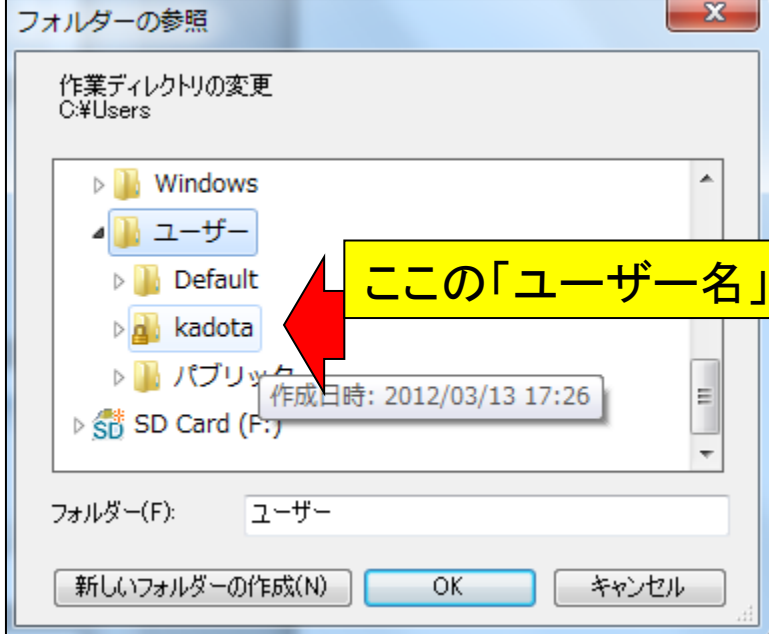 フォルダーの参照
作業ディレクトリの変更
C:¥Users
Windows
ユーザー
ここの「ユーザー名」
Default
kadota
パブリック
作成日時: 2012/03/13 17:26
SD Card (F:)
フォルダー(F):
ユーザー
新しいフォルダーの作成(N)
OK
キャンセル